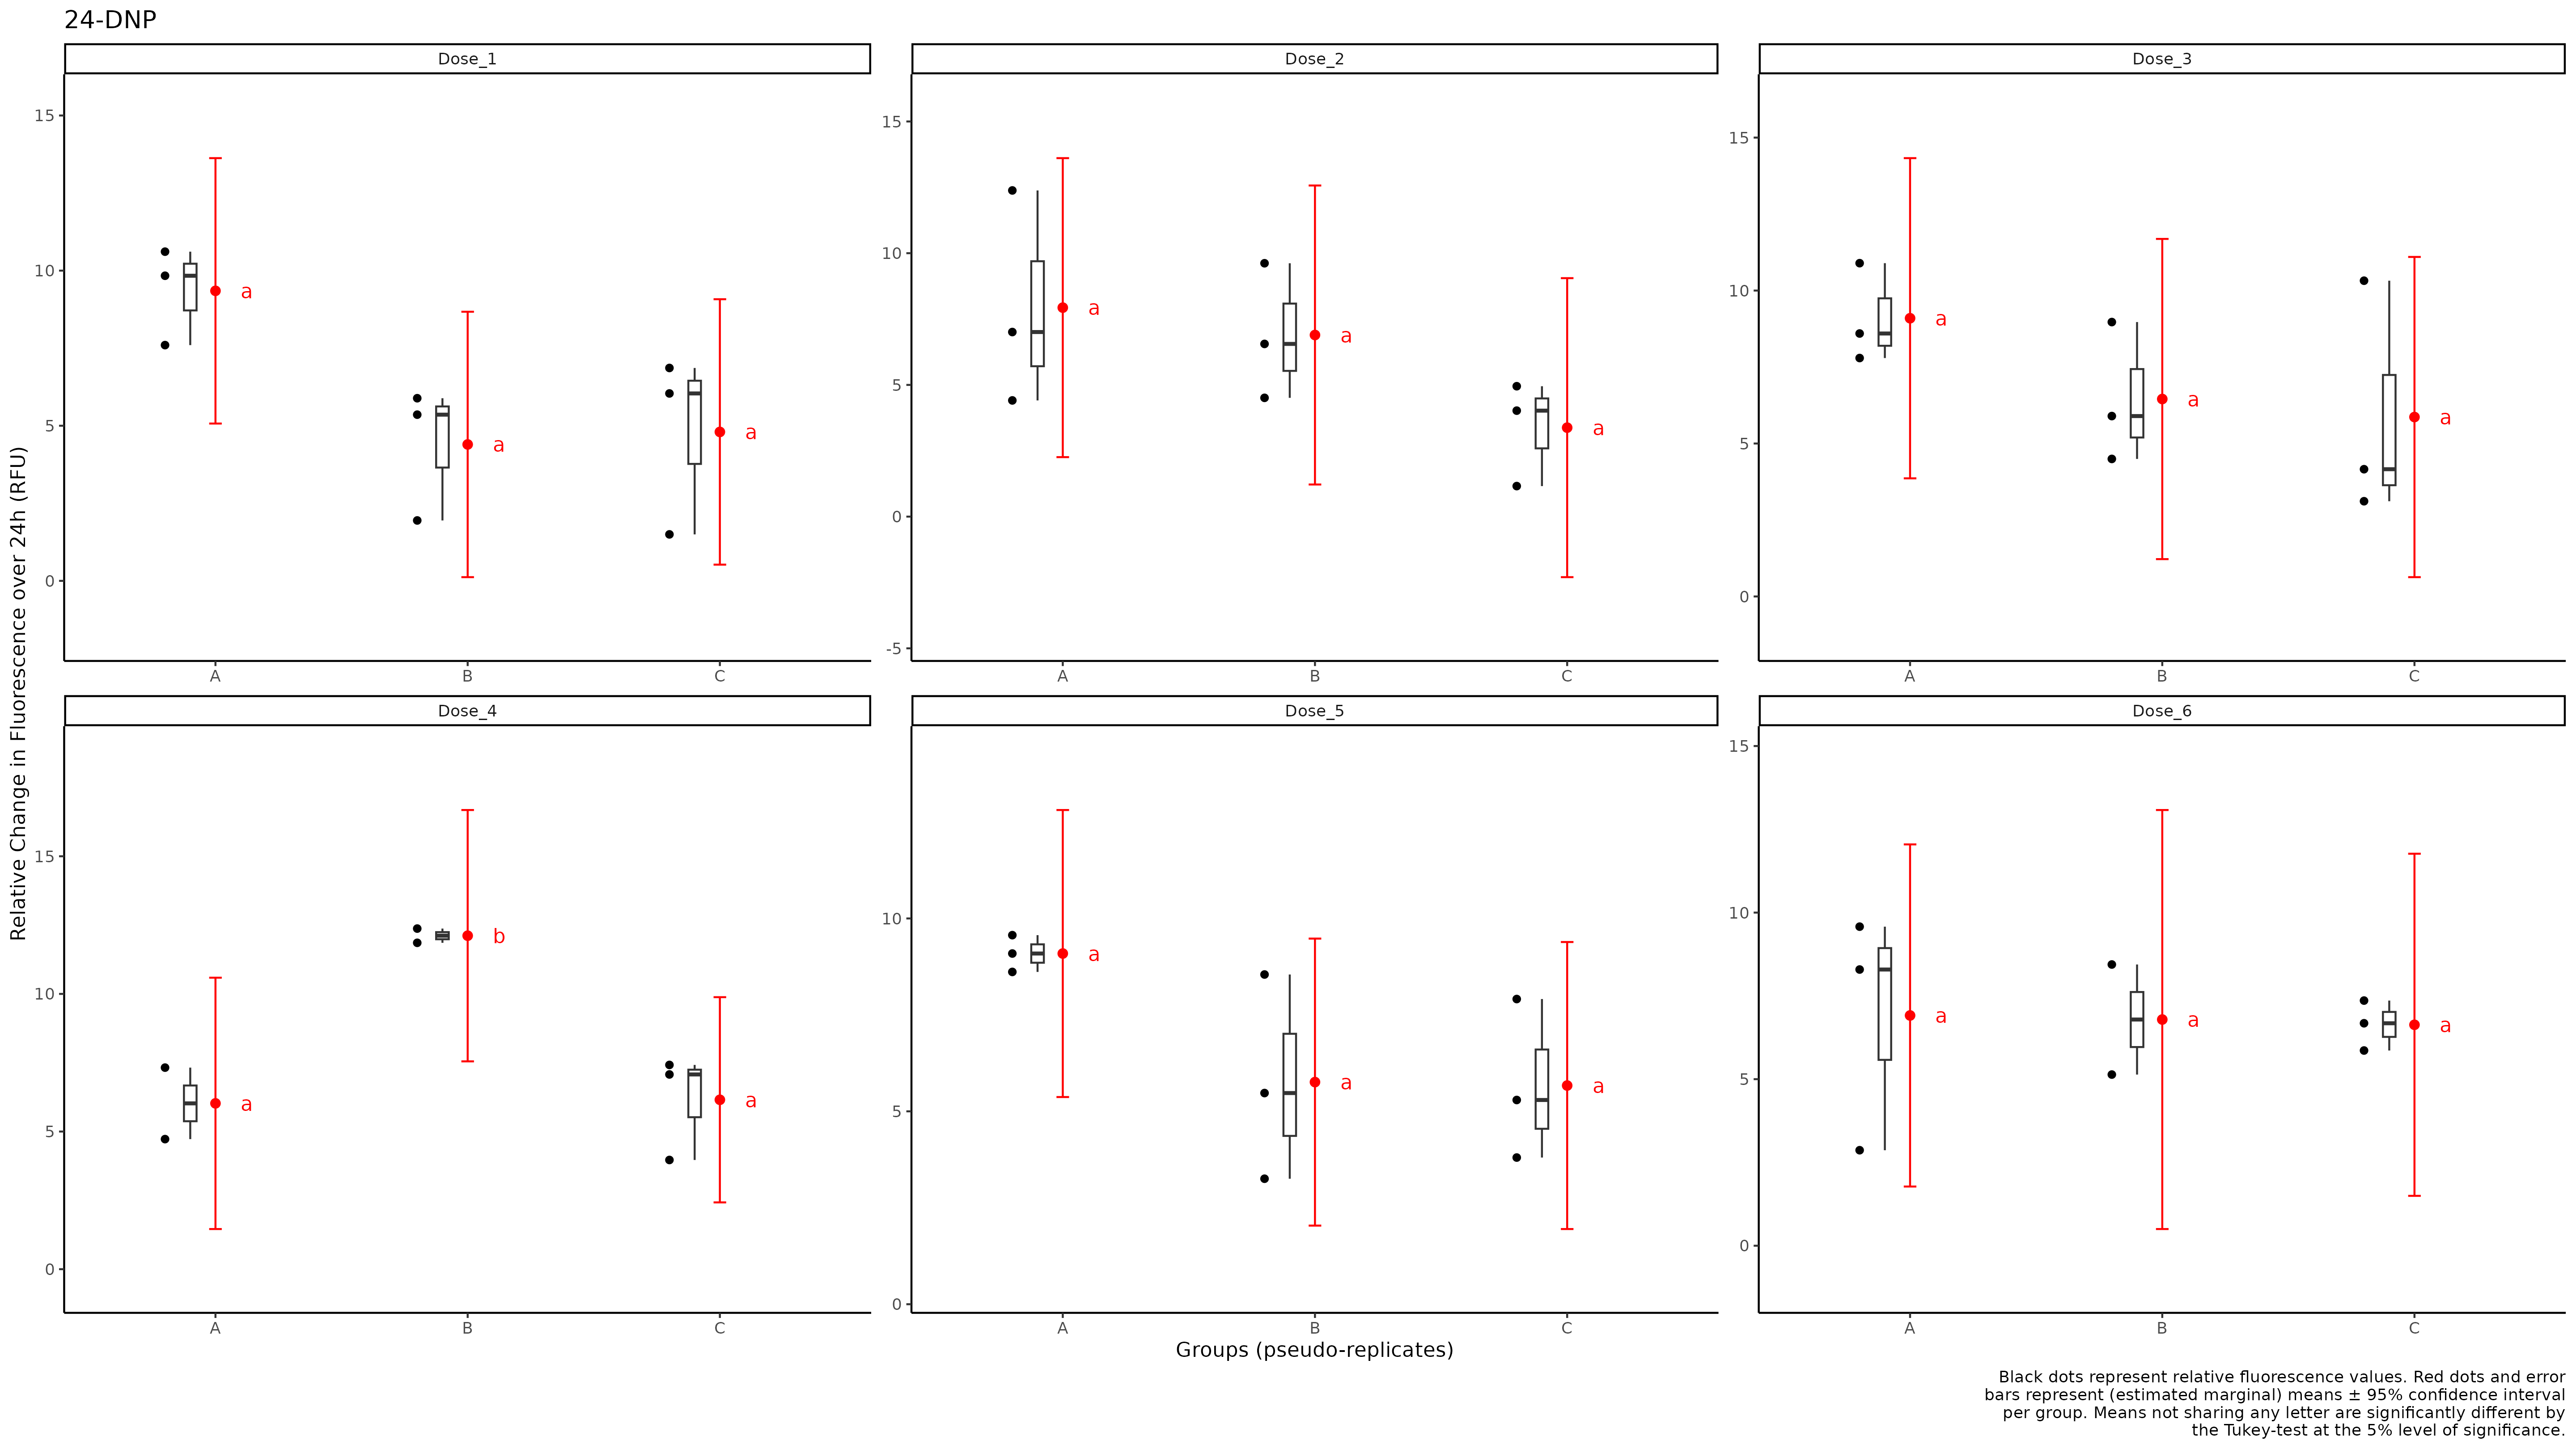 24-DNP
Relative Change in Fluorescence over 24h (RFU)
Dose_1
15
10
5
0
a
a
a
A
B
C
Dose_2
15
10
5
0
-5
a
a
a
A
B
C
Dose_3
15
10
5
0
a
a
a
A
B
C
Dose_4
15
10
5
0
a
b
a
A
B
C
Dose_5
10
5
0
a
a
a
A
B
C
Dose_6
15
10
5
0
a
a
a
A
B
C
Groups (pseudo-replicates)
Black dots represent relative fluorescence values. Red dots and error
bars represent (estimated marginal) means ± 95% confidence interval
per group. Means not sharing any letter are significantly different by
the Tukey-test at the 5% level of significance.